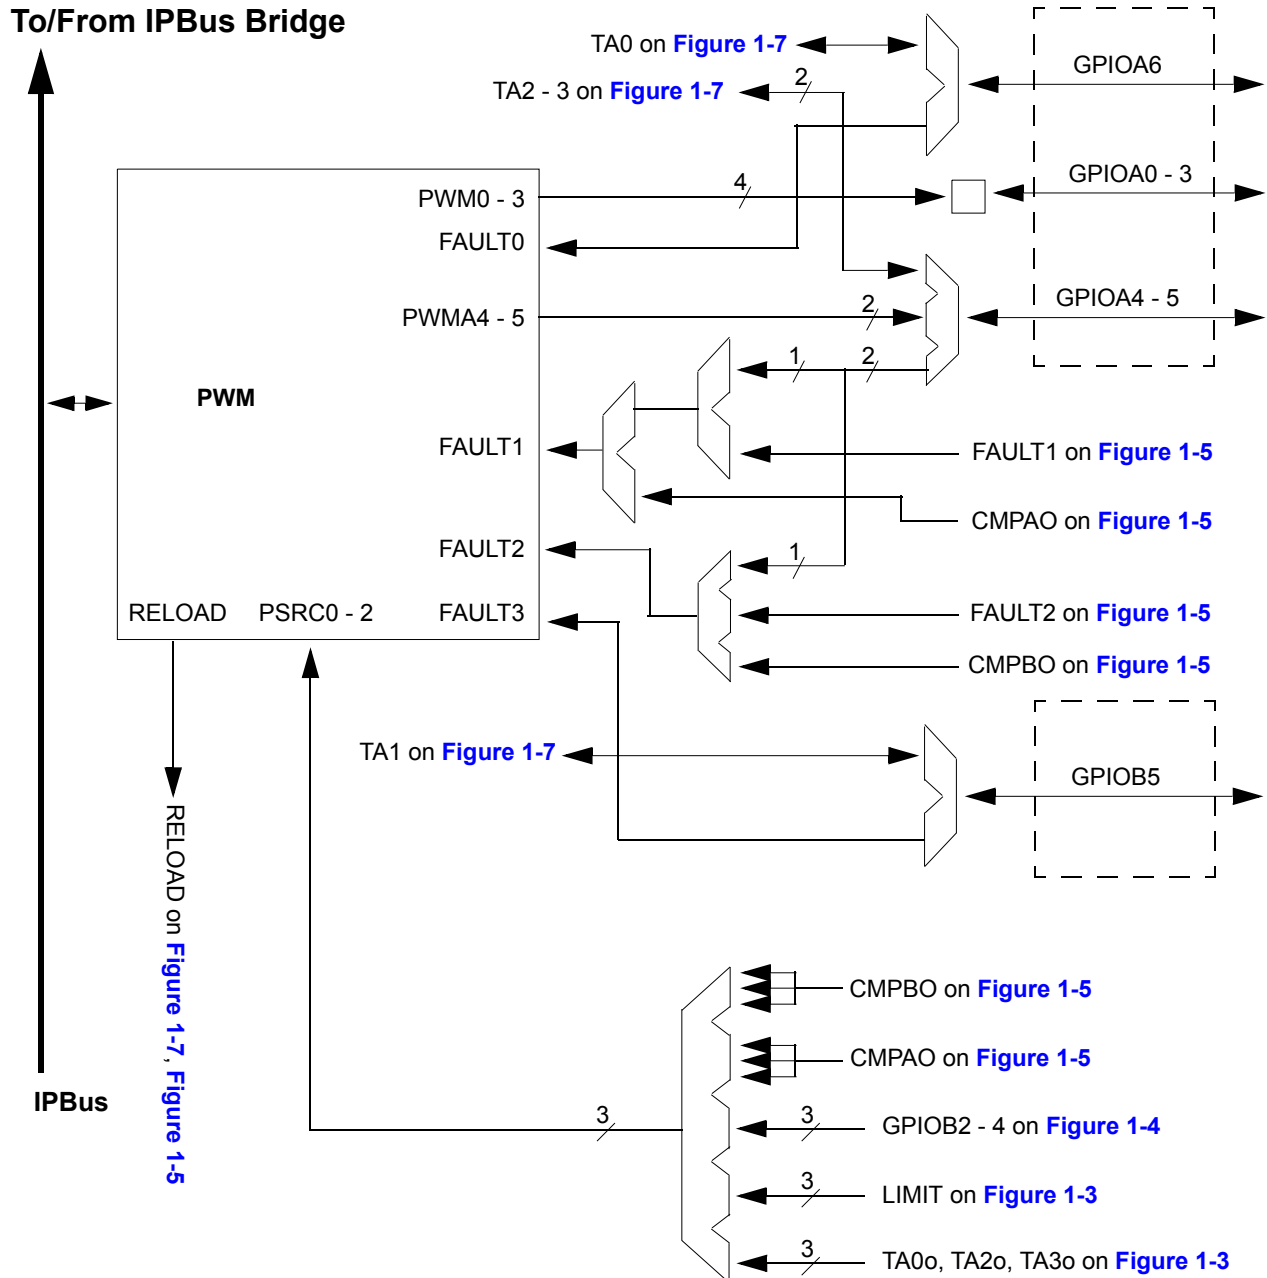 To/From IPBus Bridge
TA0 on Figure 1-7
TA2 - 3 on Figure 1-7
2
GPIOA6
PWM0 - 3
4
GPIOA0 - 3
FAULT0
PWMA4 - 5
2
GPIOA4 - 5
1
2
PWM
FAULT1
FAULT1 on Figure 1-5
CMPAO on Figure 1-5
FAULT2
1
RELOAD
PSRC0 - 2
FAULT3
FAULT2 on Figure 1-5
CMPBO on Figure 1-5
TA1 on Figure 1-7
GPIOB5
RELOAD on Figure 1-7, Figure 1-5
CMPBO on Figure 1-5
CMPAO on Figure 1-5
IPBus
3
3
GPIOB2 - 4 on Figure 1-4
3
LIMIT on Figure 1-3
3
TA0o, TA2o, TA3o on Figure 1-3